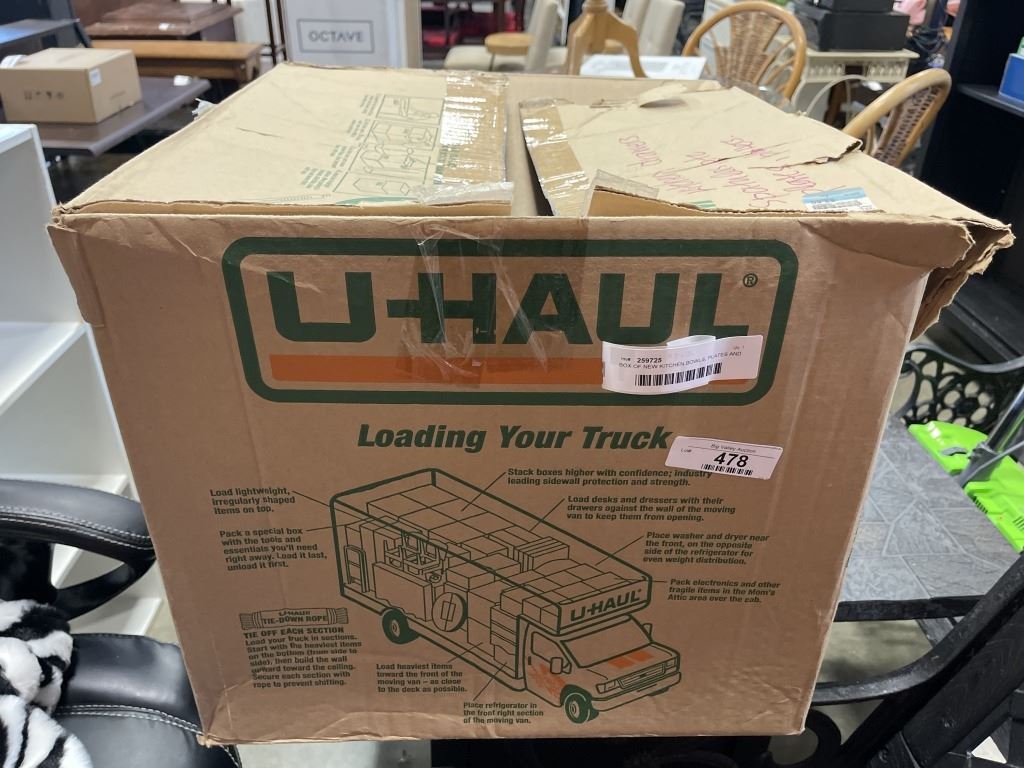 OCTAVE
U-HAUL®
Item# 259725
BOX OF NEW KITCHEN BOWLS, PLATES AND
Loading Your Truck
Big Valley Auction
Lot# 478
Stack boxes higher with confidence; industry
leading sidewall protection and strength.
Load lightweight,
irregularly shaped
items on top.
Load desks and dressers with their
drawers against the wall of the moving
van to keep them from opening.
Pack a special box
with the tools and
essentials you'll need
right away. Load it last,
unload it first.
Place washer and dryer near
the front, on the opposite
side of the refrigerator for
even weight distribution.
Pack electronics and other
fragile items in the Mom's
Attic area over the cab.
U-HAUL
U-HAUL
TIE-DOWN ROPE
TIE OFF EACH SECTION
Load your truck in sections.
Start with the heaviest items
on the bottom (from side to
side), then build the wall
upward toward the ceiling.
Secure each section with
rope to prevent shifting.
Load heaviest items
toward the front of the
moving van – as close
to the deck as possible.
Place refrigerator in
the front right section
of the moving van.